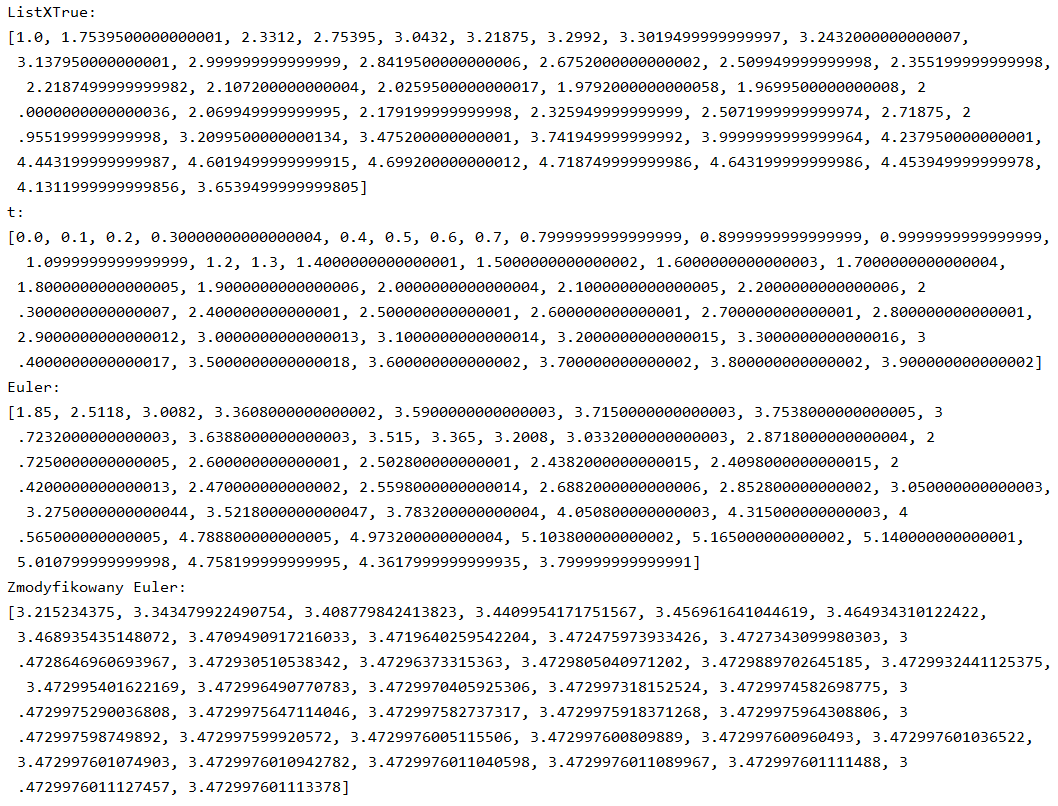 ListXTrue:
[1.0, 1.7539500000000001, 2.3312, 2.75395, 3.0432, 3.21875, 3.2992, 3.3019499999999997, 3.2432000000000007,
3.137950000000001, 2.999999999999999, 2.8419500000000006, 2.6752000000000002, 2.509949999999998, 2.355199999999998,
2.2187499999999982, 2.107200000000004, 2.0259500000000017, 1.9792000000000058, 1.9699500000000008, 2
.0000000000000036, 2.069949999999995, 2.179199999999998, 2.325949999999999, 2.5071999999999974, 2.71875, 2
.955199999999998, 3.2099500000000134, 3.475200000000001, 3.741949999999992, 3.9999999999999964, 4.237950000000001,
4.443199999999987, 4.6019499999999915, 4.699200000000012, 4.718749999999986, 4.643199999999986, 4.453949999999978,
4.1311999999999856, 3.6539499999999805]
t:
[0.0, 0.1, 0.2, 0.30000000000000004, 0.4, 0.5, 0.6, 0.7, 0.7999999999999999, 0.8999999999999999, 0.9999999999999999,
1.0999999999999999, 1.2, 1.3, 1.4000000000000001, 1.5000000000000002, 1.6000000000000003, 1.7000000000000004,
1.8000000000000005, 1.9000000000000006, 2.0000000000000004, 2.1000000000000005, 2.2000000000000006, 2
.3000000000000007, 2.400000000000001, 2.500000000000001, 2.600000000000001, 2.700000000000001, 2.800000000000001,
2.9000000000000012, 3.0000000000000013, 3.1000000000000014, 3.2000000000000015, 3.3000000000000016, 3
.4000000000000017, 3.5000000000000018, 3.600000000000002, 3.700000000000002, 3.800000000000002, 3.900000000000002]
Euler:
[1.85, 2.5118, 3.0082, 3.3608000000000002, 3.5900000000000003, 3.7150000000000003, 3.7538000000000005, 3
.7232000000000003, 3.6388000000000003, 3.515, 3.365, 3.2008, 3.0332000000000003, 2.8718000000000004, 2
.7250000000000005, 2.600000000000001, 2.502800000000001, 2.4382000000000015, 2.4098000000000015, 2
.4200000000000013, 2.470000000000002, 2.5598000000000014, 2.6882000000000006, 2.852800000000002, 3.050000000000003,
3.2750000000000044, 3.5218000000000047, 3.783200000000004, 4.050800000000003, 4.315000000000003, 4
.565000000000005, 4.788800000000005, 4.973200000000004, 5.103800000000002, 5.165000000000002, 5.140000000000001,
5.010799999999998, 4.758199999999995, 4.3617999999999935, 3.799999999999991]
Zmodyfikowany Euler:
[3.215234375, 3.343479922490754, 3.408779842413823, 3.4409954171751567, 3.456961641044619, 3.464934310122422,
3.468935435148072, 3.4709490917216033, 3.4719640259542204, 3.472475973933426, 3.4727343099980303, 3
.4728646960693967, 3.472930510538342, 3.47296373315363, 3.4729805040971202, 3.4729889702645185, 3.4729932441125375,
3.472995401622169, 3.472996490770783, 3.4729970405925306, 3.472997318152524, 3.4729974582698775, 3
.4729975290036808, 3.4729975647114046, 3.472997582737317, 3.4729975918371268, 3.4729975964308806, 3
.472997598749892, 3.472997599920572, 3.4729976005115506, 3.472997600809889, 3.472997600960493, 3.472997601036522,
3.472997601074903, 3.4729976010942782, 3.4729976011040598, 3.4729976011089967, 3.472997601111488, 3
.4729976011127457, 3.472997601113378]